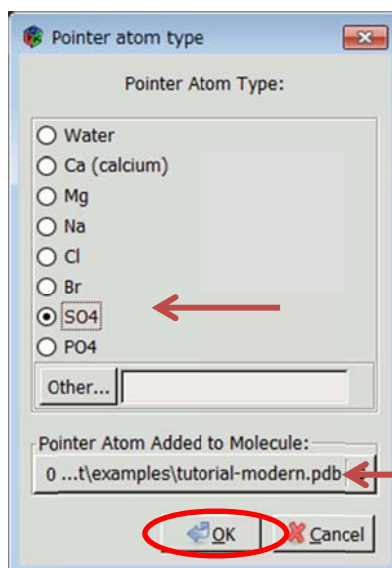 Pointer atom type
Pointer Atom Type:
Water
Ca (calcium)
Mg
Na
Cl
Br
SO4
PO4
Other...
Pointer Atom Added to Molecule:
0 ...t\examples\tutorial-modern.pdb
OK Cancel